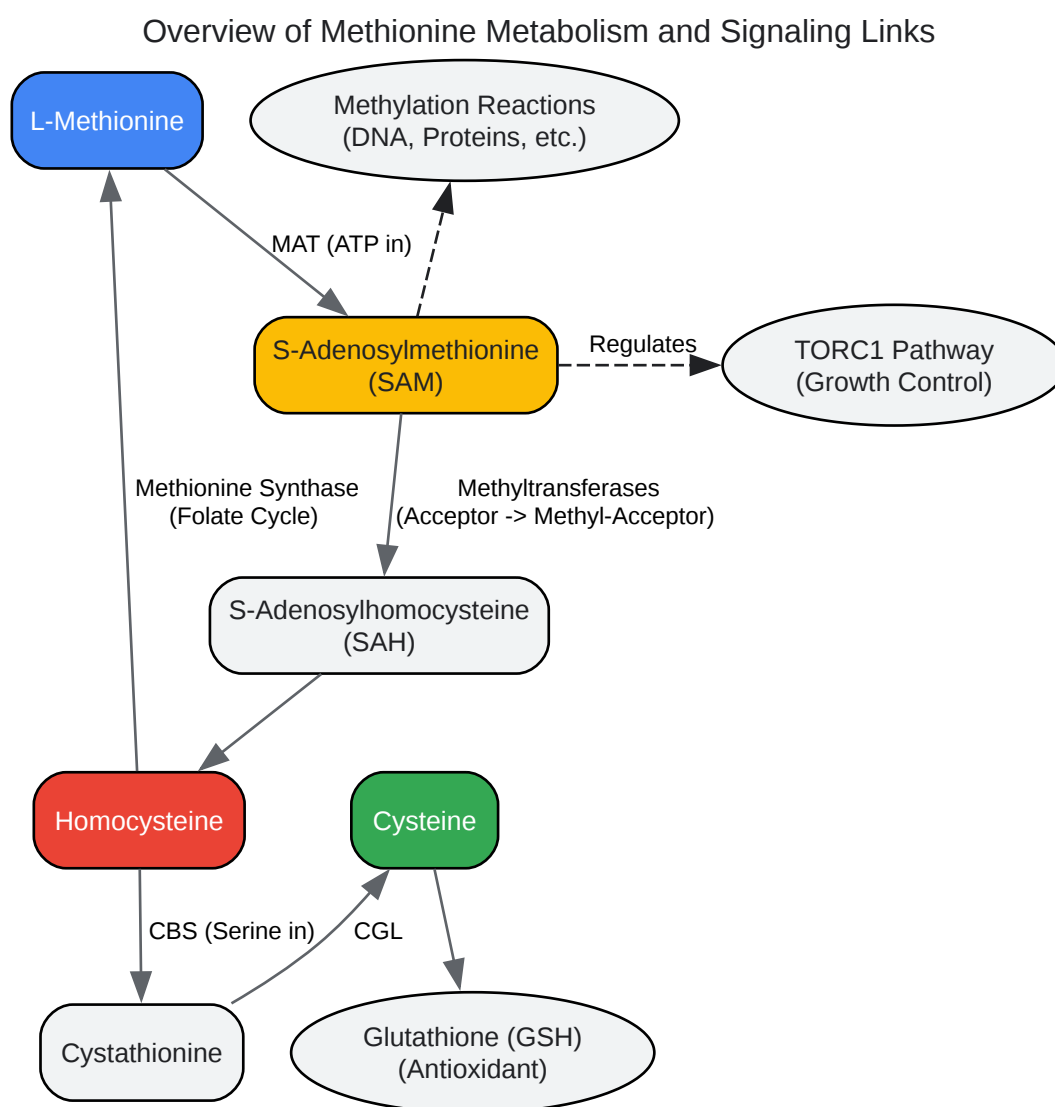 Overview of Methionine Metabolism and Signaling Links
L-Methionine
Methylation Reactions
(DNA, Proteins, etc.)
MAT (ATP in)
S-Adenosylmethionine
(SAM)
Regulates
TORC1 Pathway
(Growth Control)
Methionine Synthase
(Folate Cycle)
Methyltransferases
(Acceptor -> Methyl-Acceptor)
S-Adenosylhomocysteine
(SAH)
Homocysteine
Cysteine
CBS (Serine in)
CGL
Cystathionine
Glutathione (GSH)
(Antioxidant)